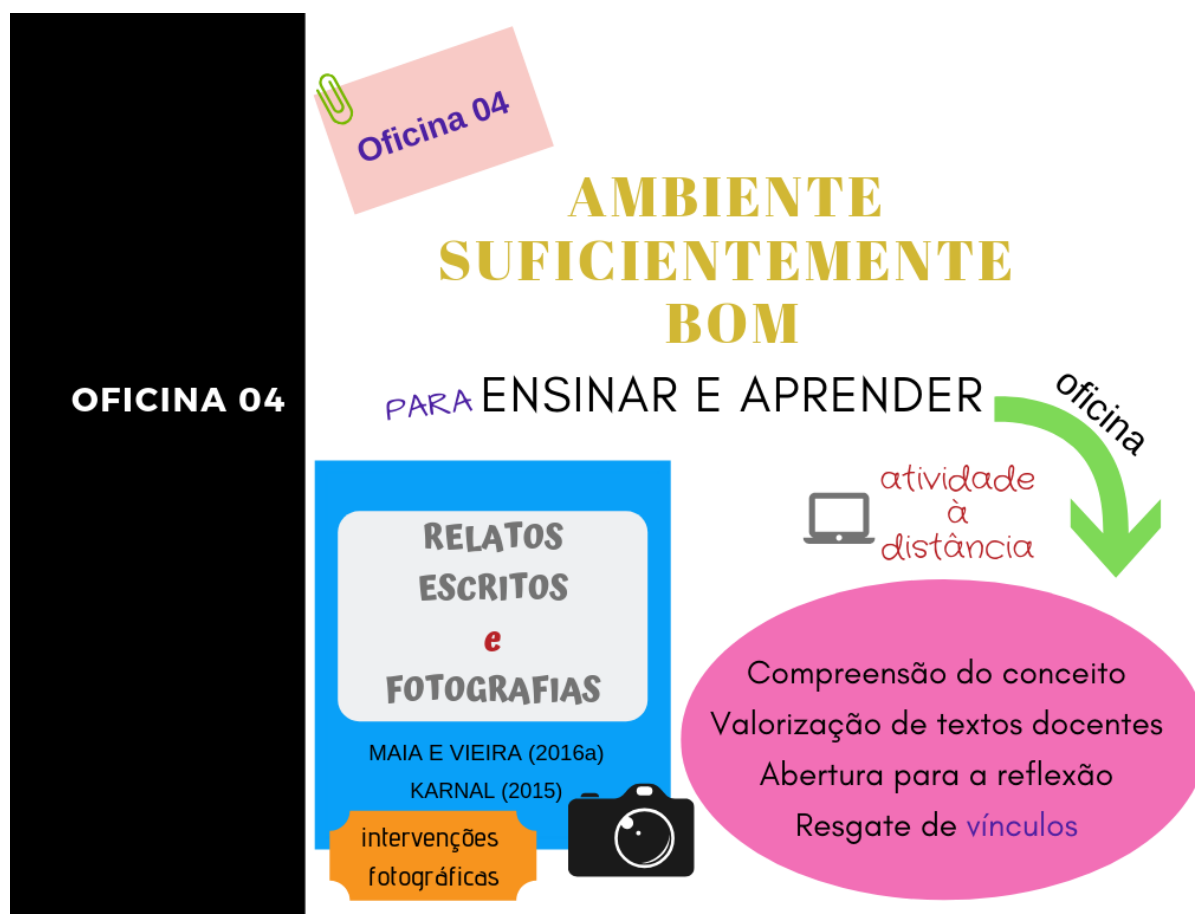 OFICINA 04
Oficina 04
AMBIENTE
SUFICIENTEMENTE
BOM
PARA ENSINAR E APRENDER
oficina
atividade
à
distância
RELATOS
ESCRITOS
e
FOTOGRAFIAS
MAIA E VIEIRA (2016a)
KARNAL (2015)
intervenções
fotográficas
Compreensão do conceito
Valorização de textos docentes
Abertura para a reflexão
Resgate de vínculos